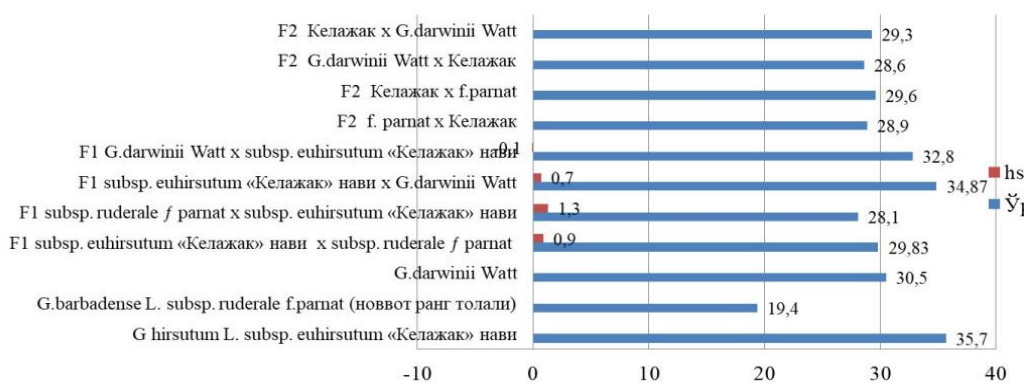 F2 Келажак x G.darwinii Watt 29,3
F2 G.darwinii Watt x Келажак 28,6
F2 Келажак x f.parnat 29,6
F2 f. parnat x Келажак 28,9
-0,1
F1 G.darwinii Watt x subsp. euhirsutum «Келажак» нави 32,8
F1 subsp. euhirsutum «Келажак» нави x G.darwinii Watt 0,7 34,87
hs
Ўр
F1 subsp. ruderale ƒ parnat x subsp. euhirsutum «Келажак» нави 1,3 28,1
F1 subsp. euhirsutum «Келажак» нави x subsp. ruderale ƒ parnat 0,9 29,83
G.darwinii Watt 30,5
G.barbadense L. subsp. ruderale f.parnat (новвот ранг толали) 19,4
G hirsutum L. subsp. euhirsutum «Келажак» нави 35,7
-10 0 10 20 30 40